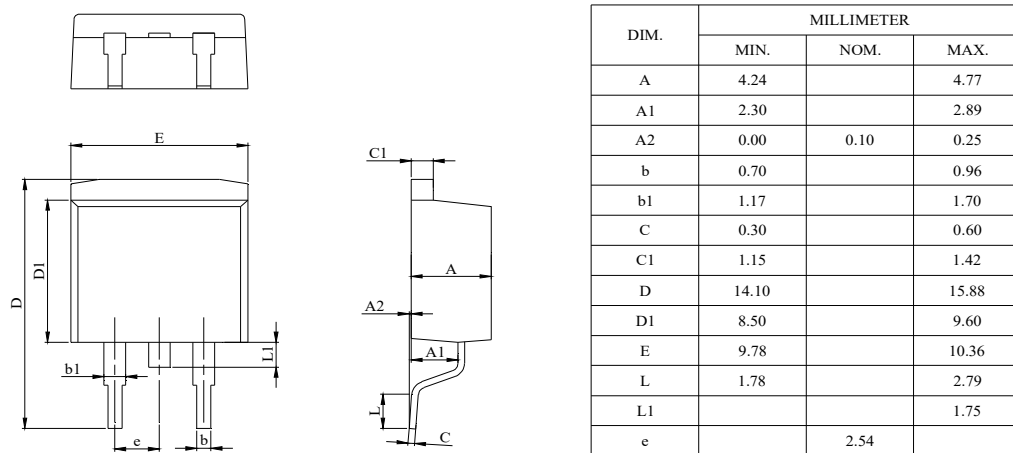 E
D
D1
b1
L1
e
b
C1
A
A2
A1
L
C
DIM. MILLIMETER
MIN. NOM. MAX.
A 4.24 4.77
A1 2.30 2.89
A2 0.00 0.10 0.25
b 0.70 0.96
b1 1.17 1.70
C 0.30 0.60
C1 1.15 1.42
D 14.10 15.88
D1 8.50 9.60
E 9.78 10.36
L 1.78 2.79
L1 1.75
e 2.54